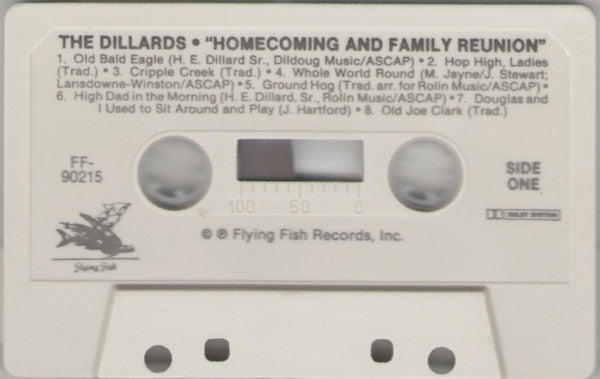 THE DILLARDS • "HOMECOMING AND FAMILY REUNION"
1. Old Bald Eagle (H. E. Dillard Sr., Dildoug Music/ASCAP) • 2. Hop High, Ladies
(Trad.) • 3. Cripple Creek (Trad.) • 4. Whole World Round (M. Jayne/J. Stewart;
Lansdowne-Winston/ASCAP) • 5. Ground Hog (Trad. arr. for Rolin Music/ASCAP) •
6. High Dad in the Morning (H. E. Dillard, Sr., Rolin Music/ASCAP) • 7. Douglas and
I Used to Sit Around and Play (J. Hartford) • 8. Old Joe Clark (Trad.)
FF-
90215
SIDE
ONE
100 50 0
DOLBY SYSTEM
© ℗ Flying Fish Records, Inc.
Flying Fish